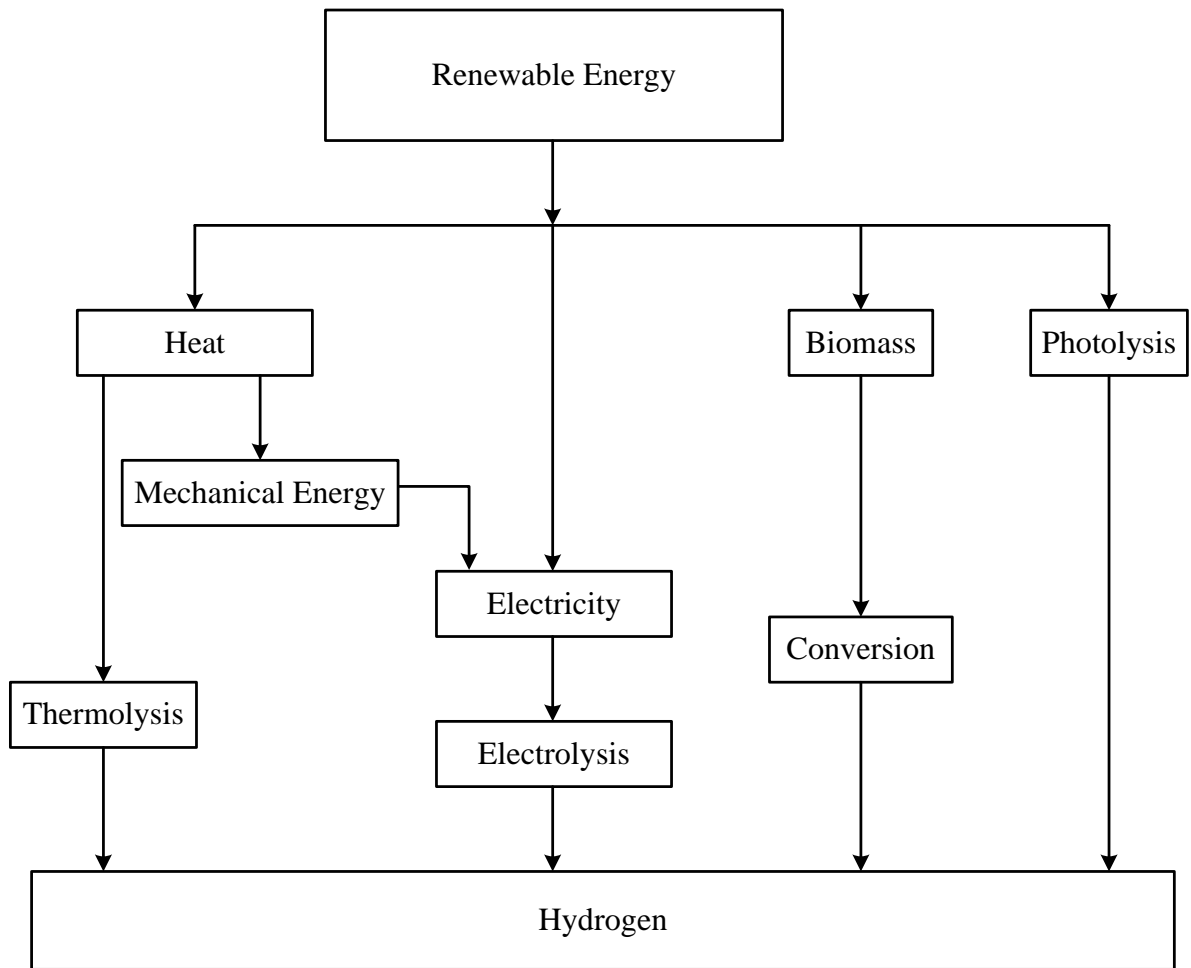 Renewable Energy
Heat
Biomass
Photolysis
Mechanical Energy
Electricity
Conversion
Thermolysis
Electrolysis
Hydrogen